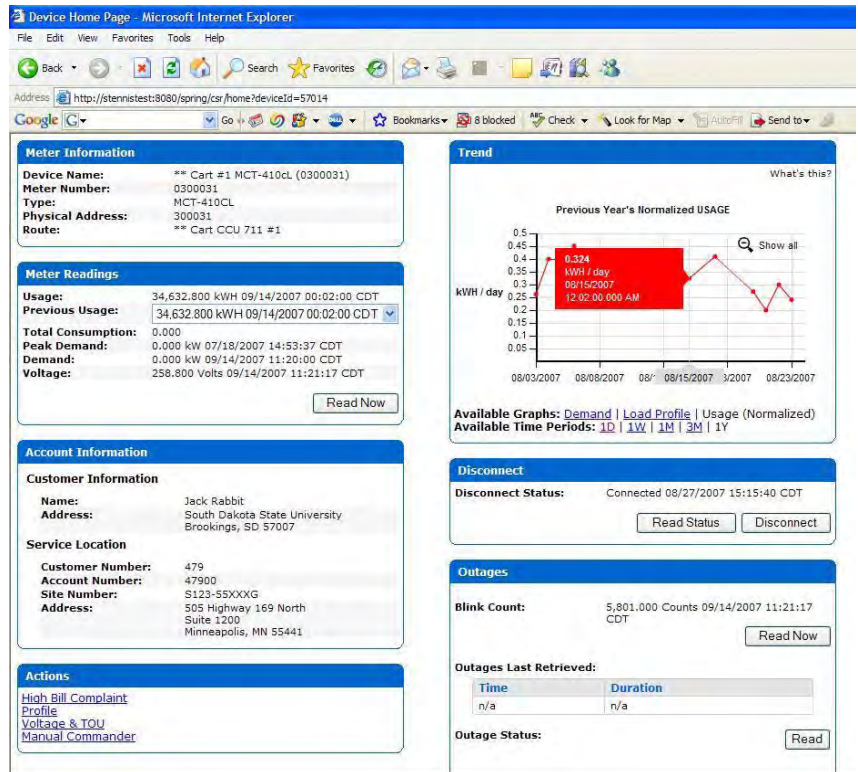 Device Home Page - Microsoft Internet Explorer
File Edit View Favorites Tools Help
Back Search Favorites
Address http://stennistest:8080/spring/csr/home?deviceId=57014
Google G Go Bookmarks 8 blocked Check Look for Map AutoFill Send to
Meter Information
Device Name: ** Cart #1 MCT-410cL (0300031)
Meter Number: 0300031
Type: MCT-410CL
Physical Address: 300031
Route: ** Cart CCU 711 #1
Meter Readings
Usage: 34,632.800 kWH 09/14/2007 00:02:00 CDT
Previous Usage: 34,632.800 kWH 09/14/2007 00:02:00 CDT
Total Consumption: 0.000
Peak Demand: 0.000 kW 07/18/2007 14:53:37 CDT
Demand: 0.000 kW 09/14/2007 11:20:00 CDT
Voltage: 258.800 Volts 09/14/2007 11:21:17 CDT
Read Now
Account Information
Customer Information
Name: Jack Rabbit
Address: South Dakota State University
Brookings, SD 57007
Service Location
Customer Number: 479
Account Number: 47900
Site Number: S123-55XXXG
Address: 505 Highway 169 North
Suite 1200
Minneapolis, MN 55441
Actions
High Bill Complaint
Profile
Voltage & TOU
Manual Commander
Trend
What's this?
Previous Year's Normalized USAGE
Show all
0.5
0.45
0.4
0.35
0.3
0.25
0.2
0.15
0.1
0.05
kWH / day
0.324
kWH / day
08/15/2007
12:02:00.000 AM
08/03/2007 08/08/2007 08/ 08/15/2007 3/2007 08/23/2007
Available Graphs: Demand | Load Profile | Usage (Normalized)
Available Time Periods: 1D | 1W | 1M | 3M | 1Y
Disconnect
Disconnect Status: Connected 08/27/2007 15:15:40 CDT
Read Status Disconnect
Outages
Blink Count: 5,801.000 Counts 09/14/2007 11:21:17
CDT
Read Now
Outages Last Retrieved:
Time Duration
n/a n/a
Outage Status: Read